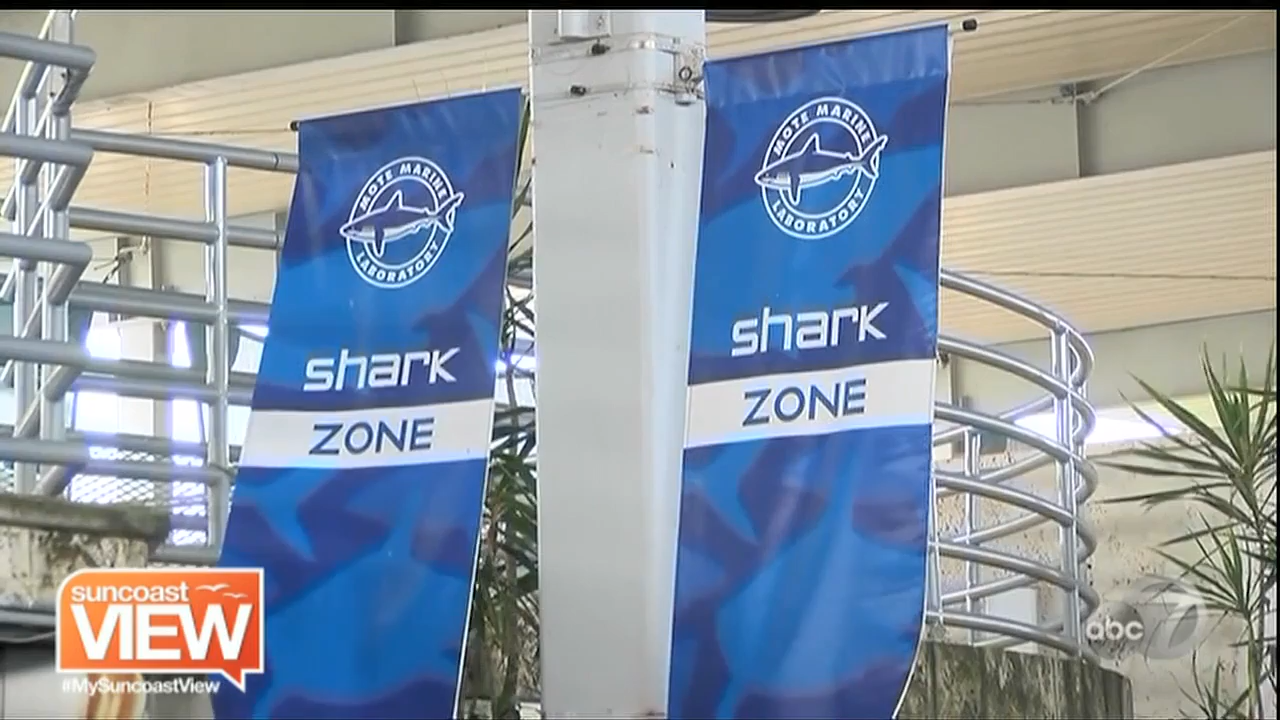 MOTE MARINE
LABORATORY
shark
ZONE
MOTE MARINE
LABORATORY
shark
ZONE
suncoast
VIEW
#MySuncoastView
abc 7